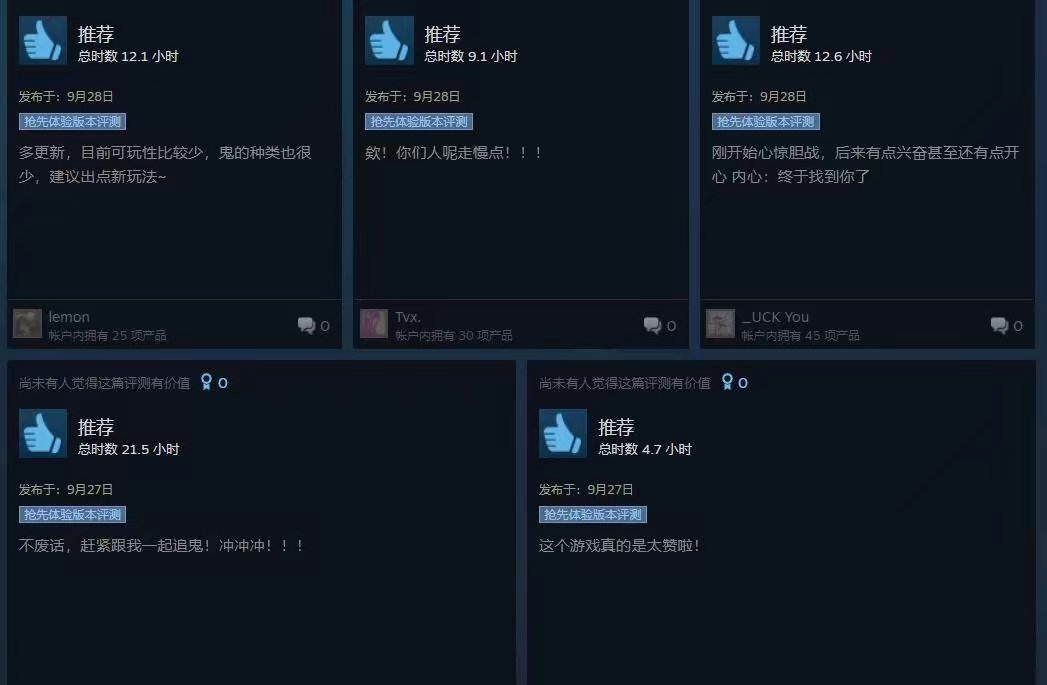 推荐
总时数 12.1 小时
发布于：9月28日
抢先体验版本评测
多更新，目前可玩性比较少，鬼的种类也很
少，建议出点新玩法~
lemon
帐户内拥有 25 项产品
0
推荐
总时数 9.1 小时
发布于：9月28日
抢先体验版本评测
欸！你们人呢走慢点！！！
Tvx.
帐户内拥有 30 项产品
0
推荐
总时数 12.6 小时
发布于：9月28日
抢先体验版本评测
刚开始心惊胆战，后来有点兴奋甚至还有点开
心 内心：终于找到你了
_UCK You
帐户内拥有 45 项产品
0
尚未有人觉得这篇评测有价值 0
推荐
总时数 21.5 小时
发布于：9月27日
抢先体验版本评测
不废话，赶紧跟我一起追鬼！冲冲冲！！！
尚未有人觉得这篇评测有价值 0
推荐
总时数 4.7 小时
发布于：9月27日
抢先体验版本评测
这个游戏真的是太赞啦！